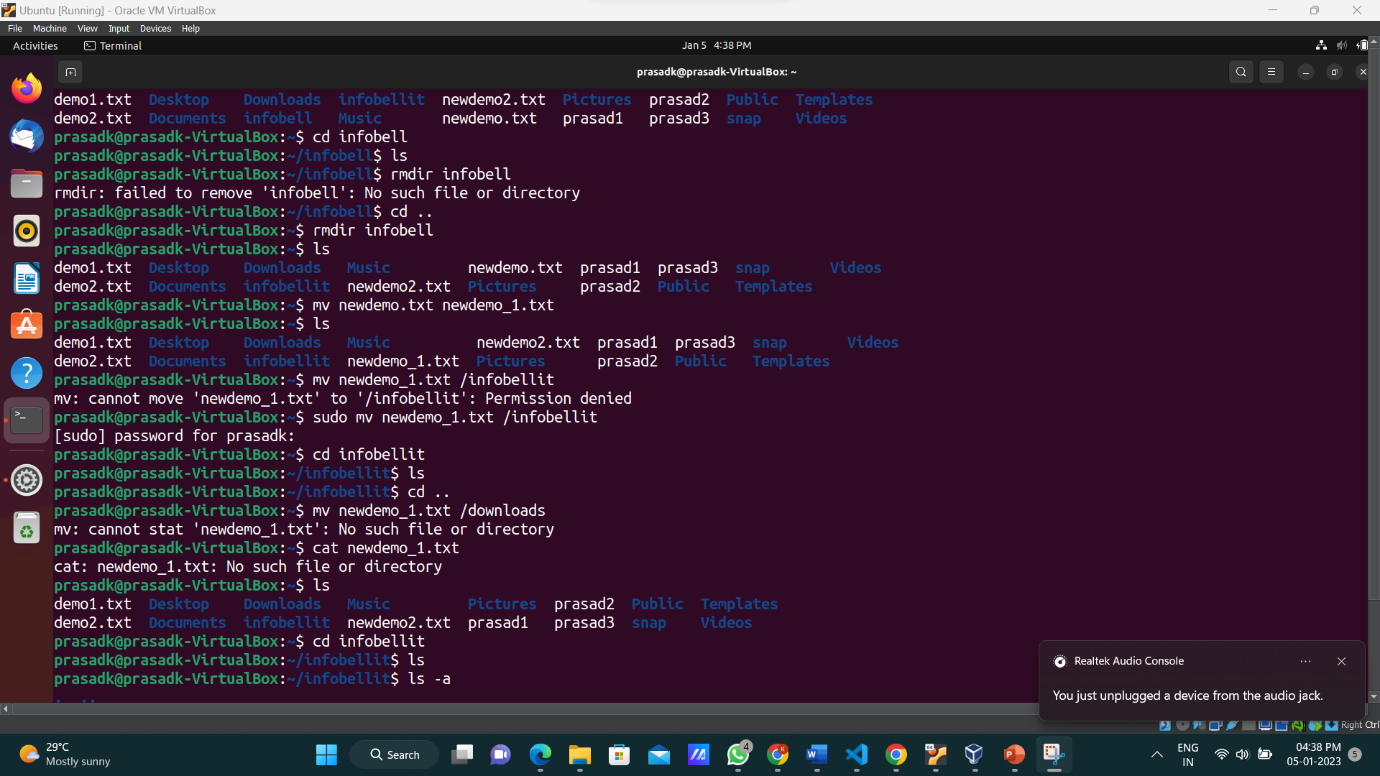 Ubuntu [Running] - Oracle VM VirtualBox
File Machine View Input Devices Help
Activities Terminal Jan 5 4:38 PM
prasadk@prasadk-VirtualBox: ~
demo1.txt Desktop Downloads infobellit newdemo2.txt Pictures prasad2 Public Templates
demo2.txt Documents infobell Music newdemo.txt prasad1 prasad3 snap Videos
prasadk@prasadk-VirtualBox:~$ cd infobell
prasadk@prasadk-VirtualBox:~/infobell$ ls
prasadk@prasadk-VirtualBox:~/infobell$ rmdir infobell
rmdir: failed to remove 'infobell': No such file or directory
prasadk@prasadk-VirtualBox:~/infobell$ cd ..
prasadk@prasadk-VirtualBox:~$ rmdir infobell
prasadk@prasadk-VirtualBox:~$ ls
demo1.txt Desktop Downloads Music newdemo.txt prasad1 prasad3 snap Videos
demo2.txt Documents infobellit newdemo2.txt Pictures prasad2 Public Templates
prasadk@prasadk-VirtualBox:~$ mv newdemo.txt newdemo_1.txt
prasadk@prasadk-VirtualBox:~$ ls
demo1.txt Desktop Downloads Music newdemo2.txt prasad1 prasad3 snap Videos
demo2.txt Documents infobellit newdemo_1.txt Pictures prasad2 Public Templates
prasadk@prasadk-VirtualBox:~$ mv newdemo_1.txt /infobellit
mv: cannot move 'newdemo_1.txt' to '/infobellit': Permission denied
prasadk@prasadk-VirtualBox:~$ sudo mv newdemo_1.txt /infobellit
[sudo] password for prasadk:
prasadk@prasadk-VirtualBox:~$ cd infobellit
prasadk@prasadk-VirtualBox:~/infobellit$ ls
prasadk@prasadk-VirtualBox:~/infobellit$ cd ..
prasadk@prasadk-VirtualBox:~$ mv newdemo_1.txt /downloads
mv: cannot stat 'newdemo_1.txt': No such file or directory
prasadk@prasadk-VirtualBox:~$ cat newdemo_1.txt
cat: newdemo_1.txt: No such file or directory
prasadk@prasadk-VirtualBox:~$ ls
demo1.txt Desktop Downloads Music Pictures prasad2 Public Templates
demo2.txt Documents infobellit newdemo2.txt prasad1 prasad3 snap Videos
prasadk@prasadk-VirtualBox:~$ cd infobellit
prasadk@prasadk-VirtualBox:~/infobellit$ ls
prasadk@prasadk-VirtualBox:~/infobellit$ ls -a
Realtek Audio Console
You just unplugged a device from the audio jack.
Right Ctrl
29°C
Mostly sunny
Search
4
ENG
IN
04:38 PM
05-01-2023
5